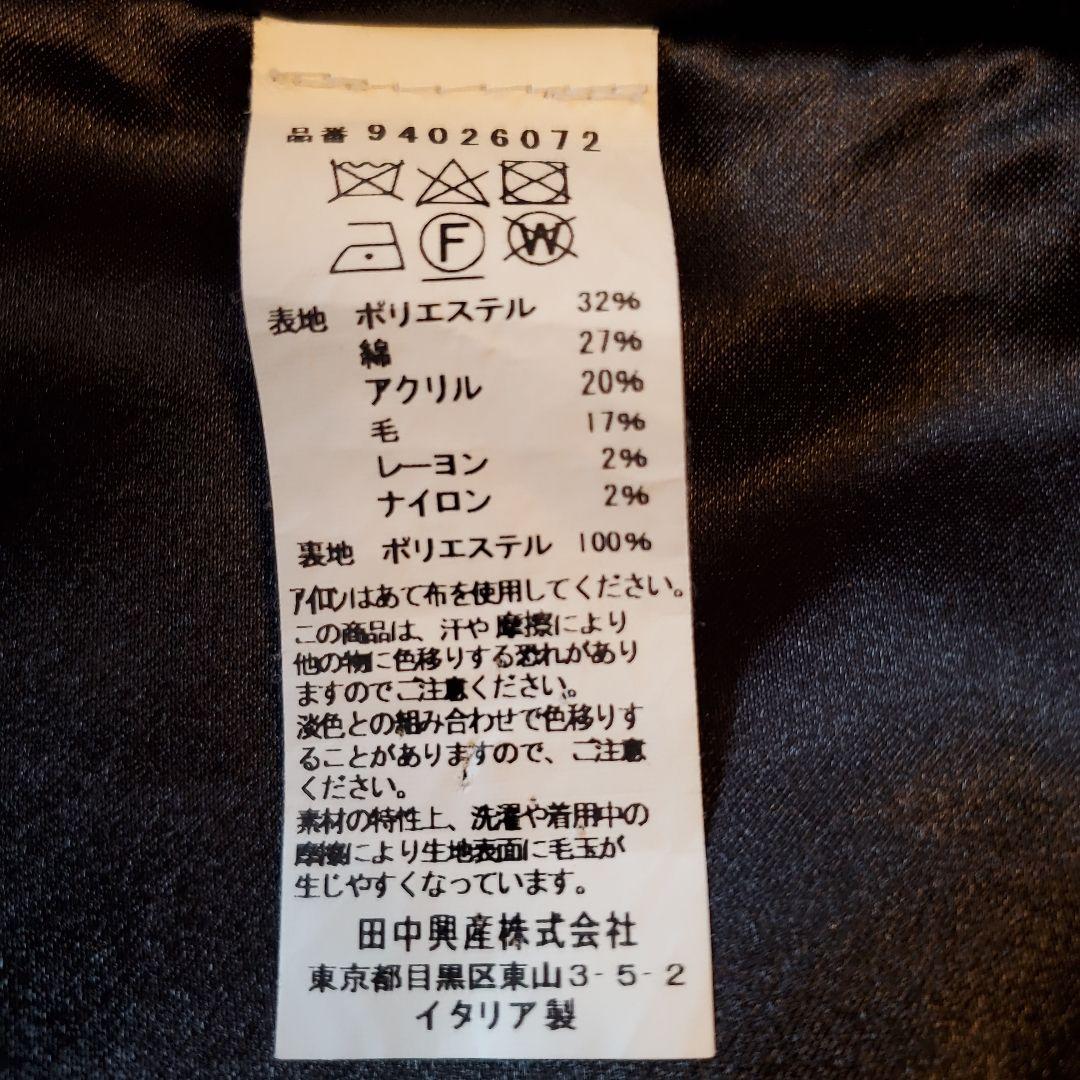 品番 94026072
F W
表地 ポリエステル 32%
綿 27%
アクリル 20%
毛 17%
レーヨン 2%
ナイロン 2%
裏地 ポリエステル 100%
アイロンはあて布を使用してください。
この商品は、汗や摩擦により
他の物に色移りする恐れがあり
ますのでご注意ください。
淡色との組み合わせで色移りす
ることがありますので、ご注意
ください。
素材の特性上、洗濯や着用中の
摩擦により生地表面に毛玉が
生じやすくなっています。
田中興産株式会社
東京都目黒区東山3-5-2
イタリア製